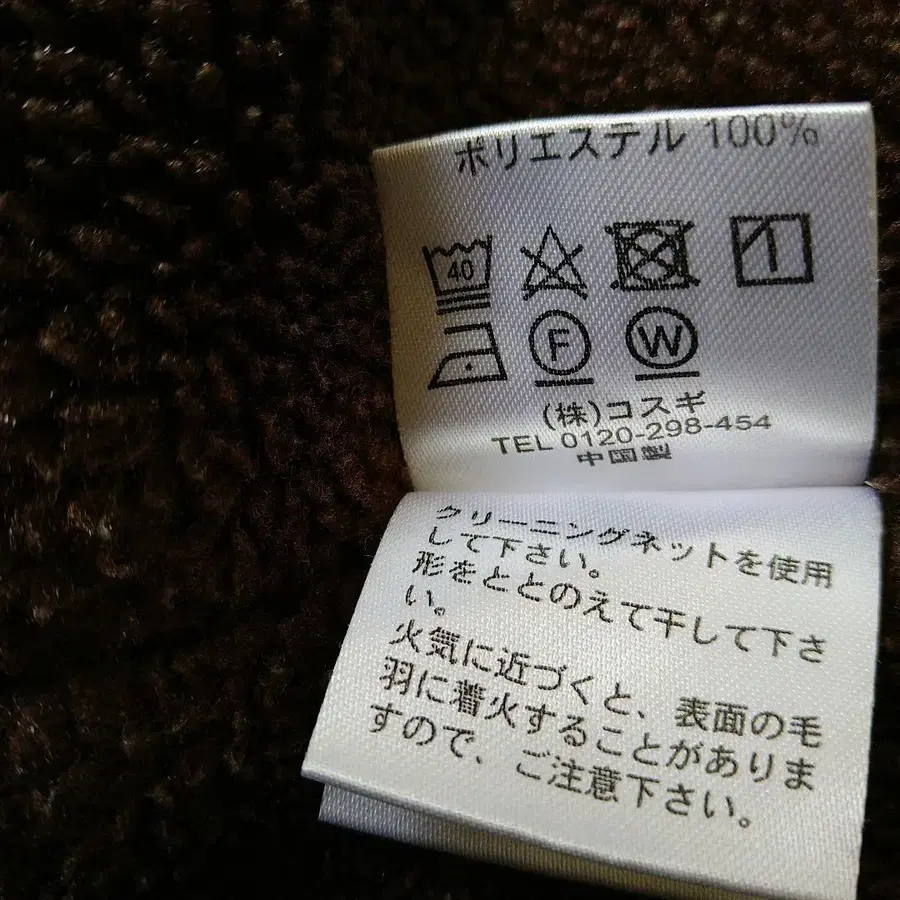 ポリエステル 100%
40
F W
(株)コスギ
TEL 0120-298-454
中国製
クリーニングネットを使用
して下さい。
形をととのえて干して下さ
い。
火気に近づくと、表面の毛
羽に着火することがありま
すので、ご注意下さい。